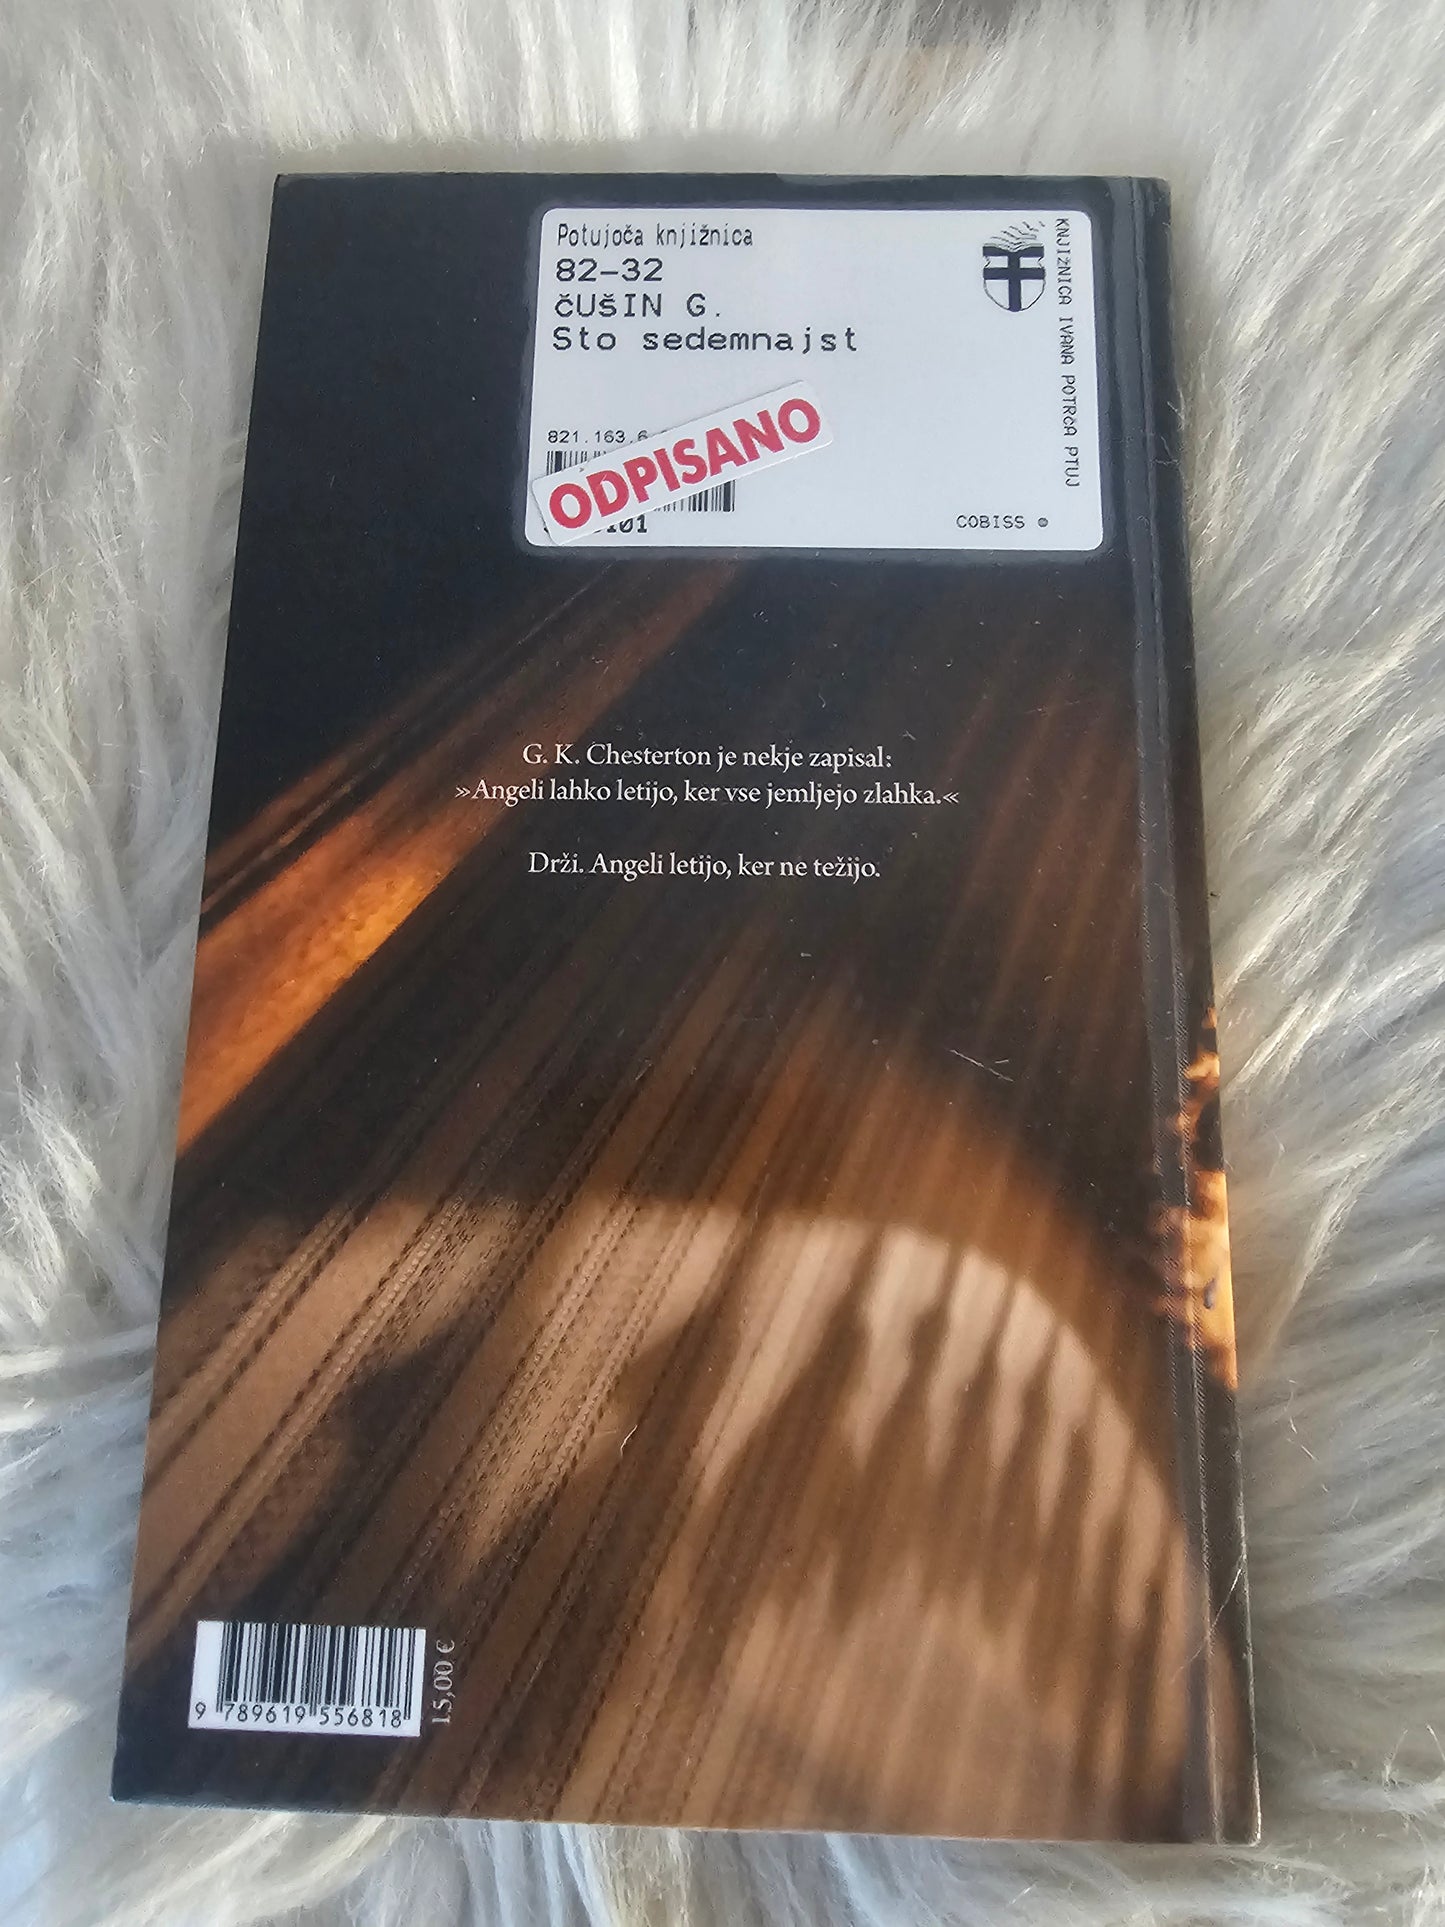 Potujoča knjižnica
82-32
čUšIN G.
Sto sedemnajst
821.163.6
ODPISANO
101
COBISS
KNJIžNICA IVANA POTRčA PTUJ
G. K. Chesterton je nekje zapisal:
»Angeli lahko letijo, ker vse jemljejo zlahka.«
Drži. Angeli letijo, ker ne težijo.
9 789619 556818
15,00 €